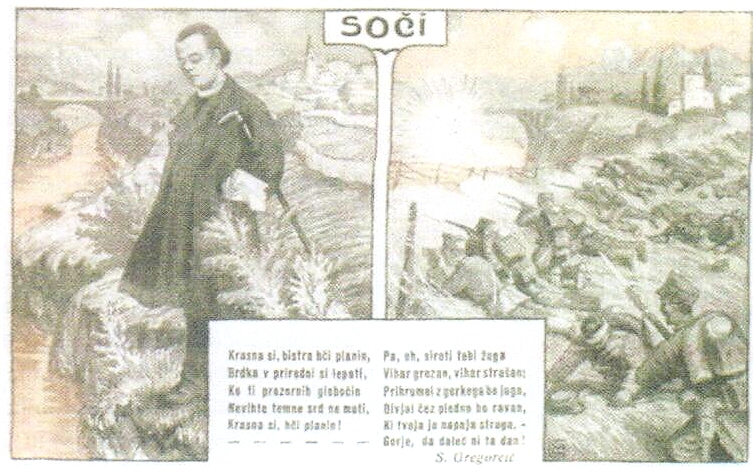 SOČi
Krasna si, bistra hči planin,
Brdka v prirodni si lepoti,
Ko ti prozornih globočin
Nevihte temne srd ne moti,
Krasna si, hči planin!
Pa, oh, siroti tebi žuga
Vihar grozan, vihar strašan;
Prihrumel z gorkega bo juga,
Divjal čez plodno bo ravan,
Ki tvoja jo napaja struga. -
Gorje, da daleč ni ta dan!
S. Gregorčič